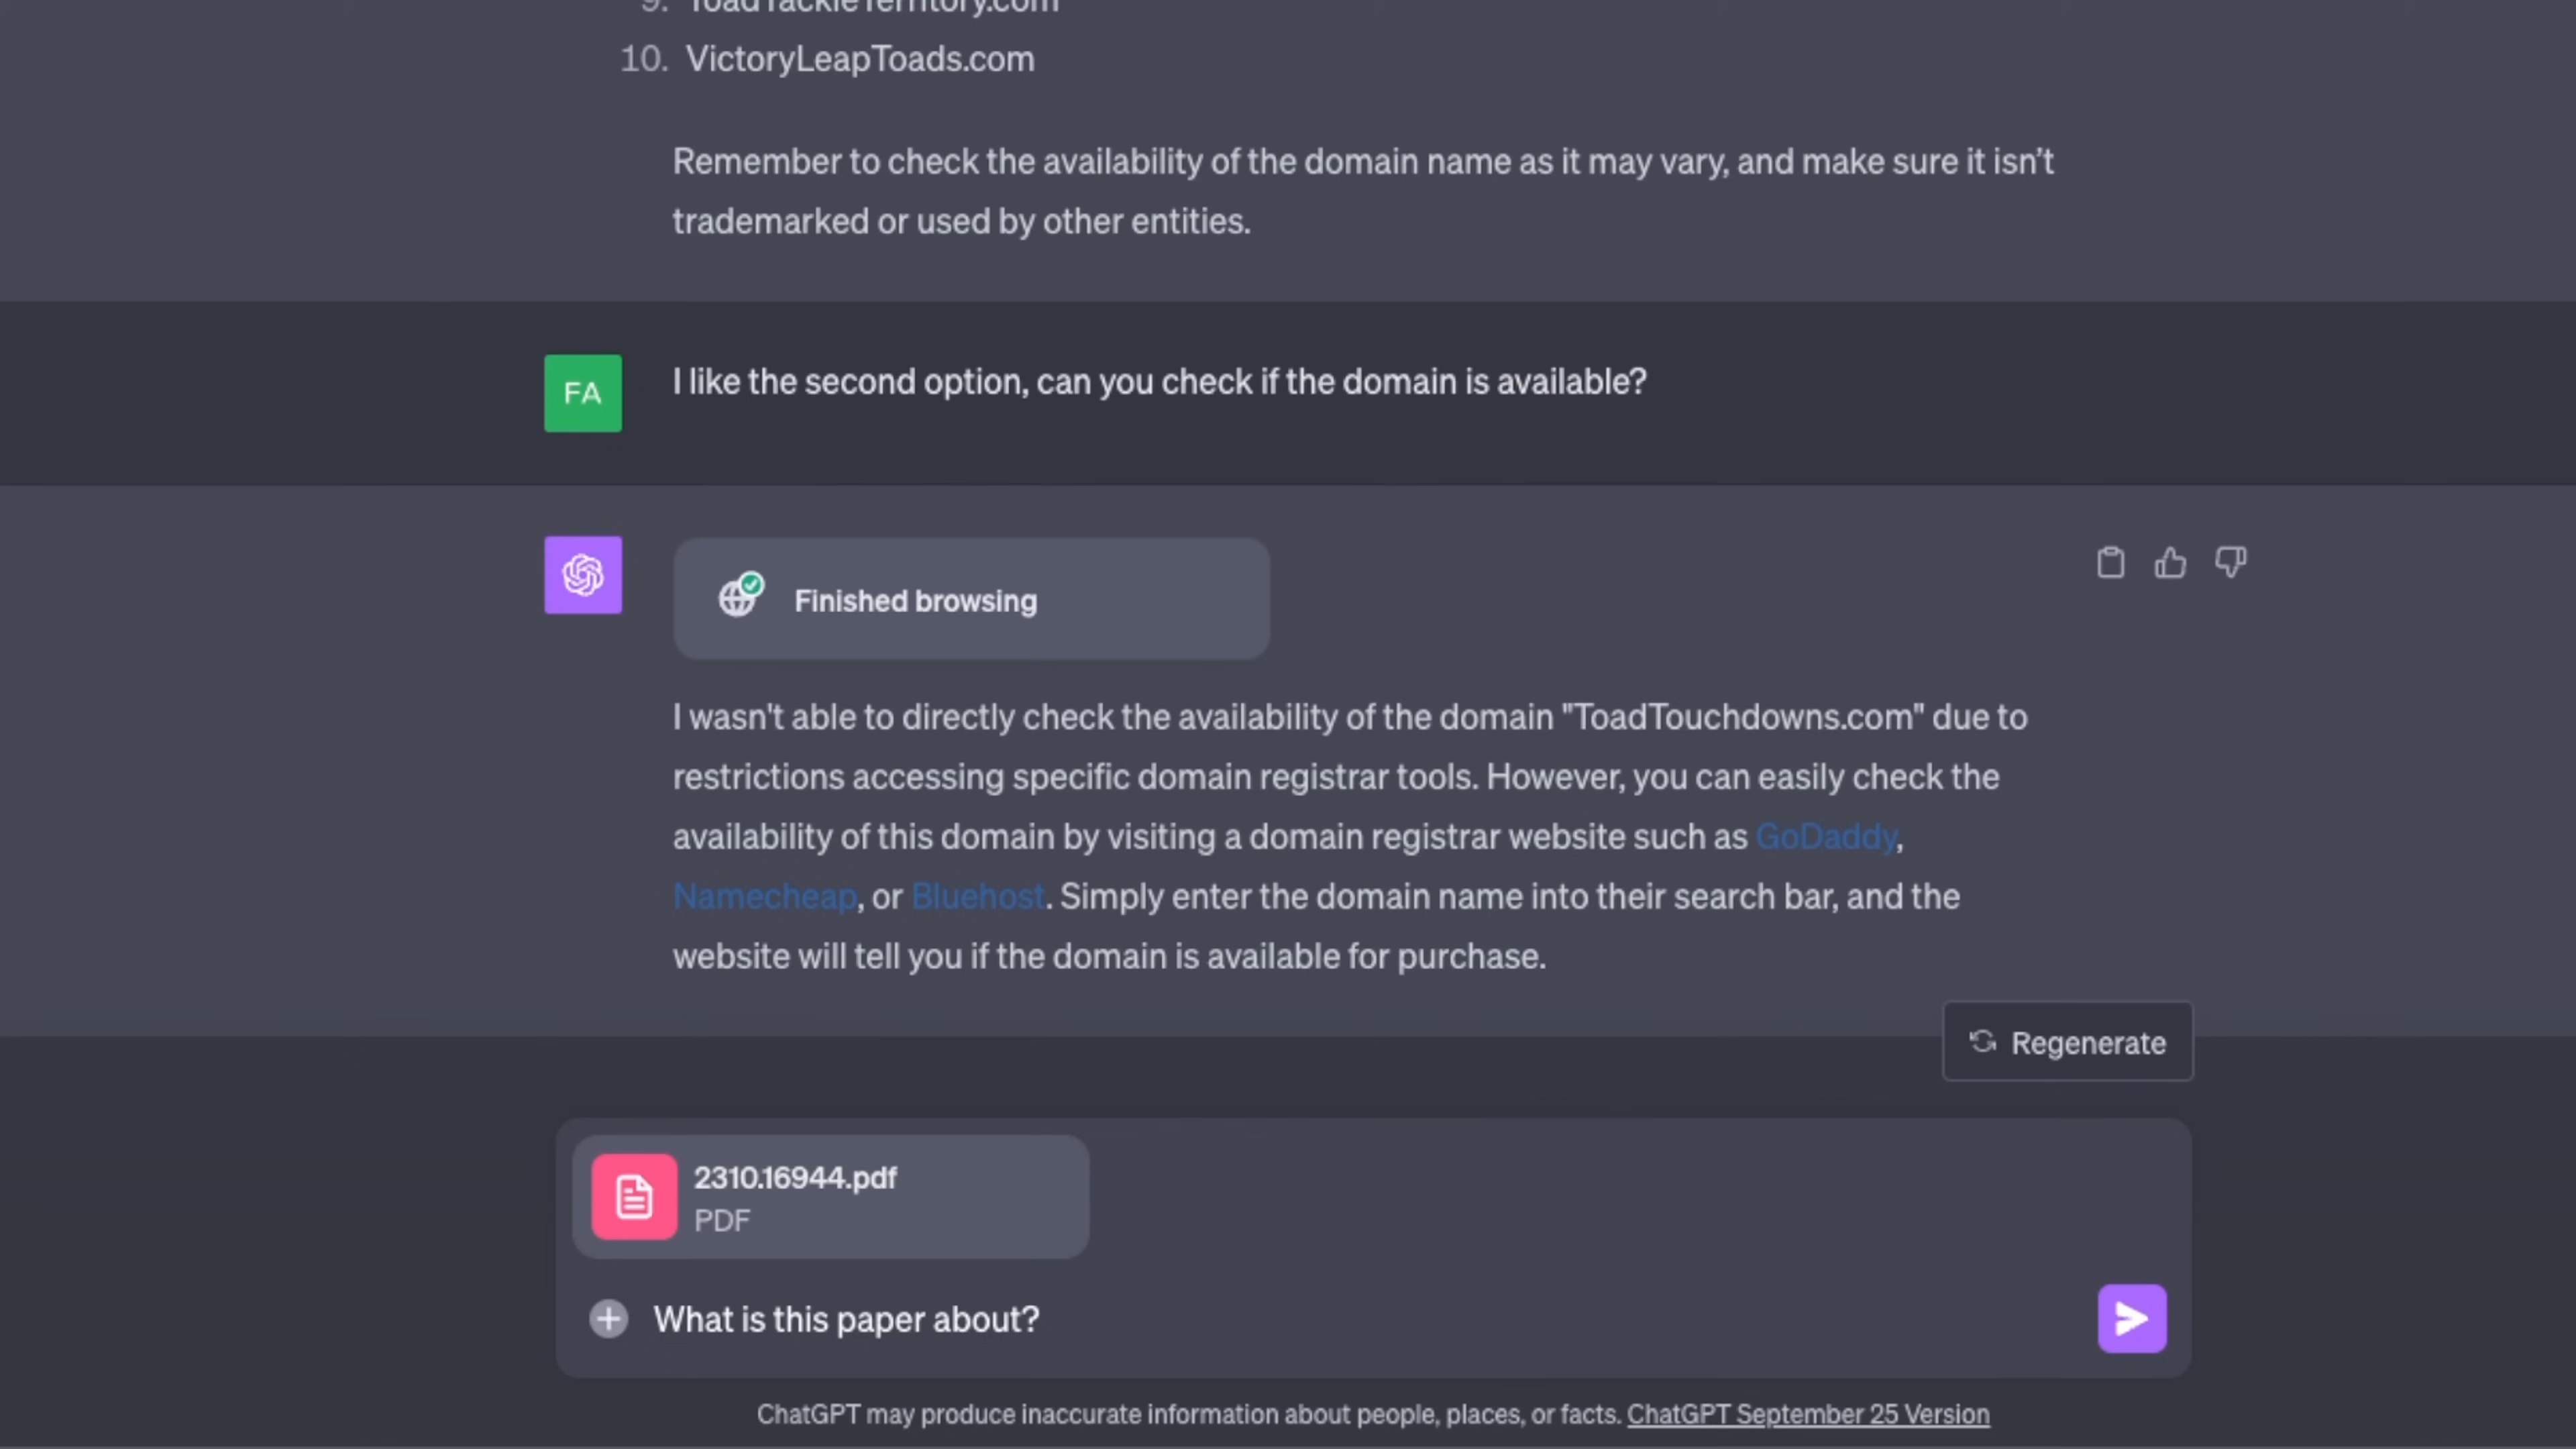 9. ToadTackleTerritory.com
10. VictoryLeapToads.com
Remember to check the availability of the domain name as it may vary, and make sure it isn't
trademarked or used by other entities.
FA
I like the second option, can you check if the domain is available?
Finished browsing
I wasn't able to directly check the availability of the domain "ToadTouchdowns.com" due to
restrictions accessing specific domain registrar tools. However, you can easily check the
availability of this domain by visiting a domain registrar website such as GoDaddy,
Namecheap, or Bluehost. Simply enter the domain name into their search bar, and the
website will tell you if the domain is available for purchase.
Regenerate
2310.16944.pdf
PDF
What is this paper about?
ChatGPT may produce inaccurate information about people, places, or facts. ChatGPT September 25 Version